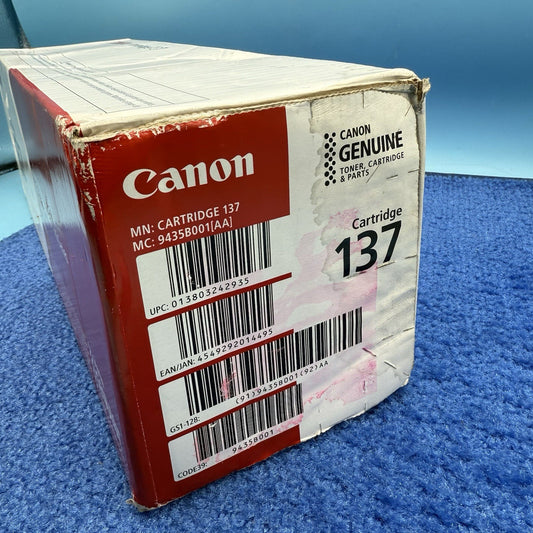 Canon
MN: CARTRIDGE 137
MC: 9435B001[AA]
UPC: 013803242935
EAN/JAN: 4549292014495
GS1-128: (91)9435B001(92)AA
CODE39: 9435B001
CANON
GENUINE
TONER, CARTRIDGE
& PARTS
Cartridge
137